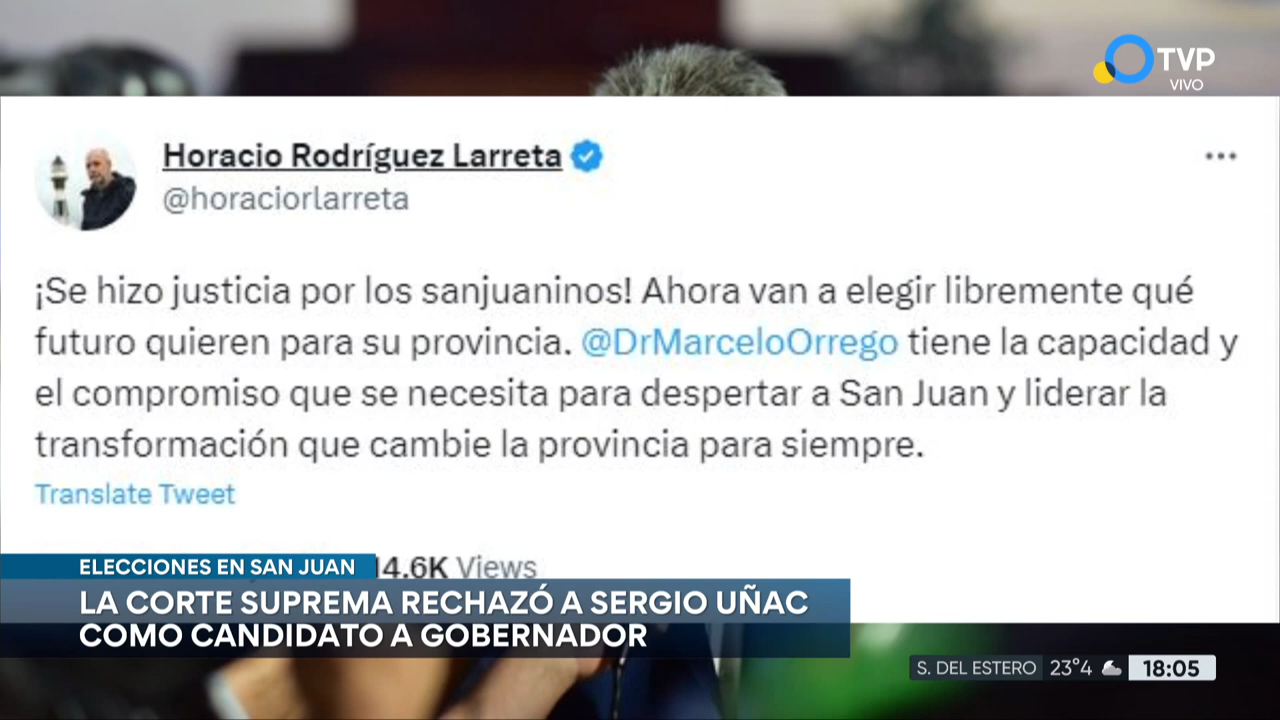 TVP
VIVO
Horacio Rodríguez Larreta
@horaciorlarreta
¡Se hizo justicia por los sanjuaninos! Ahora van a elegir libremente qué
futuro quieren para su provincia. @DrMarceloOrrego tiene la capacidad y
el compromiso que se necesita para despertar a San Juan y liderar la
transformación que cambie la provincia para siempre.
Translate Tweet
14.6K Views
ELECCIONES EN SAN JUAN
LA CORTE SUPREMA RECHAZÓ A SERGIO UÑAC
COMO CANDIDATO A GOBERNADOR
S. DEL ESTERO 23°4 18:05